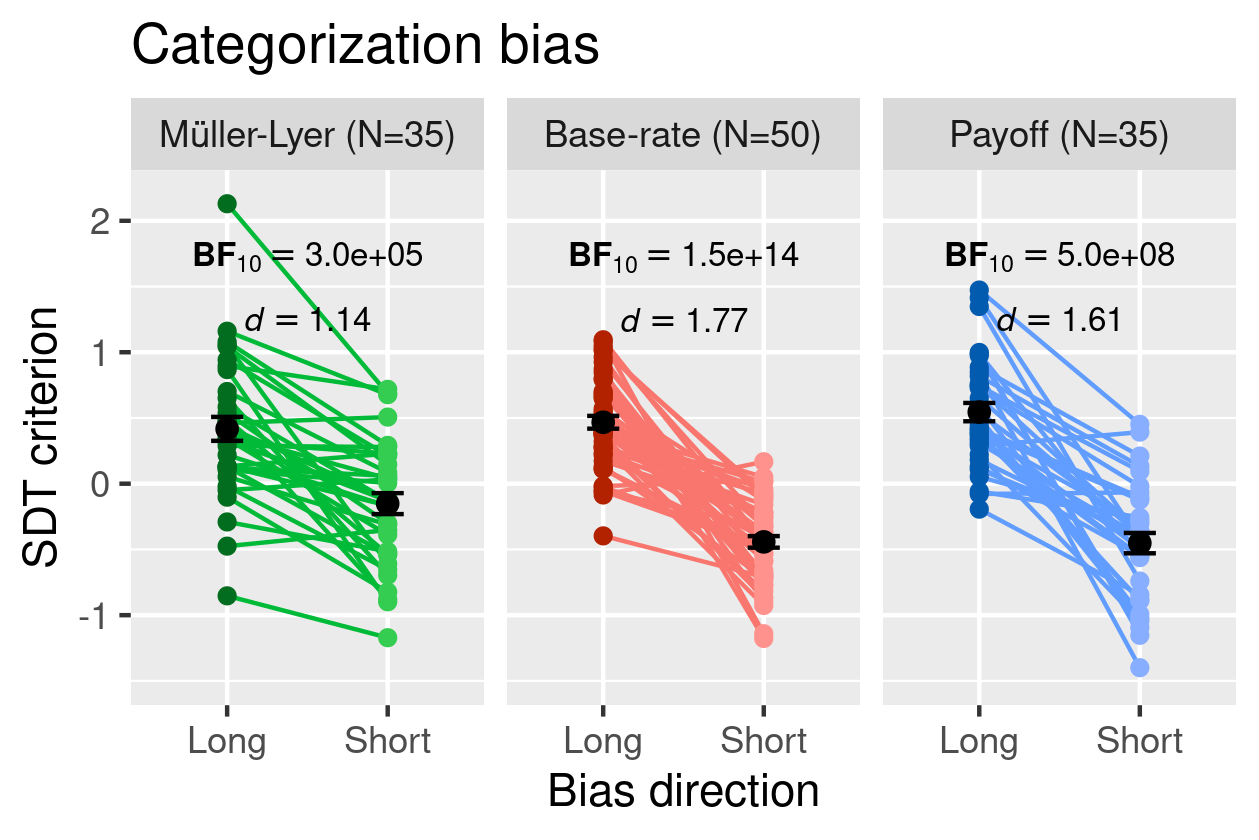 Categorization bias
Müller-Lyer (N=35)
Base-rate (N=50)
Payoff (N=35)
BF10 = 3.0e+05
d = 1.14
BF10 = 1.5e+14
d = 1.77
BF10 = 5.0e+08
d = 1.61
SDT criterion
2
1
0
-1
Long Short
Long Short
Long Short
Bias direction